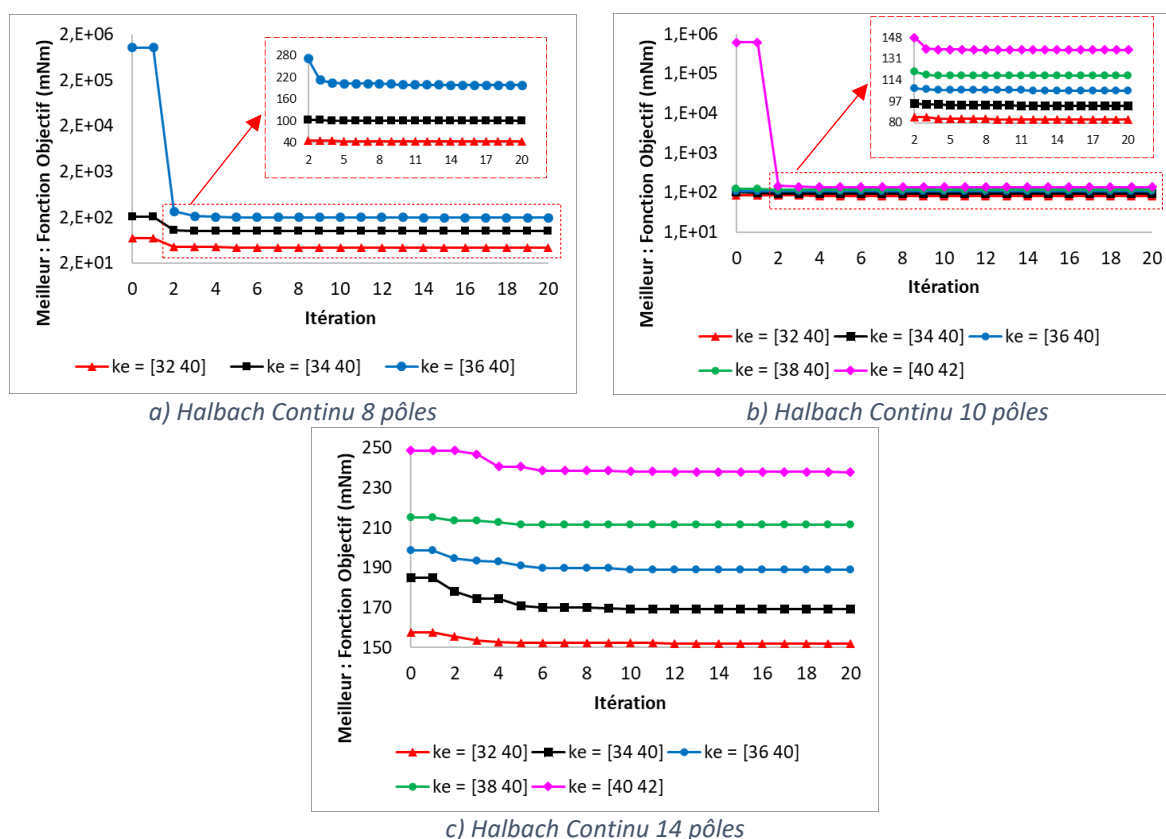 Meilleur : Fonction Objectif (mNm)
2,E+06
2,E+05
2,E+04
2,E+03
2,E+02
2,E+01
0 2 4 6 8 10 12 14 16 18 20
Itération
280
220
160
100
40
2 5 8 11 14 17 20
ke = [32 40] ke = [34 40] ke = [36 40]
a) Halbach Continu 8 pôles
Meilleur : Fonction Objectif (mNm)
1,E+06
1,E+05
1,E+04
1,E+03
1,E+02
1,E+01
0 2 4 6 8 10 12 14 16 18 20
Itération
148
131
114
97
80
2 5 8 11 14 17 20
ke = [32 40] ke = [34 40] ke = [36 40]
ke = [38 40] ke = [40 42]
b) Halbach Continu 10 pôles
Meilleur : Fonction Objectif (mNm)
250
230
210
190
170
150
0 2 4 6 8 10 12 14 16 18 20
Itération
ke = [32 40] ke = [34 40] ke = [36 40]
ke = [38 40] ke = [40 42]
c) Halbach Continu 14 pôles